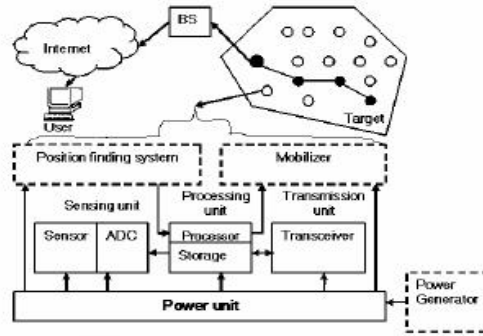 BS
Internet
User
Target
Position finding system
Mobilizer
Sensing unit
Processing
unit
Transmission
unit
Sensor
ADC
Processor
Storage
Transceiver
Power unit
Power
Generator